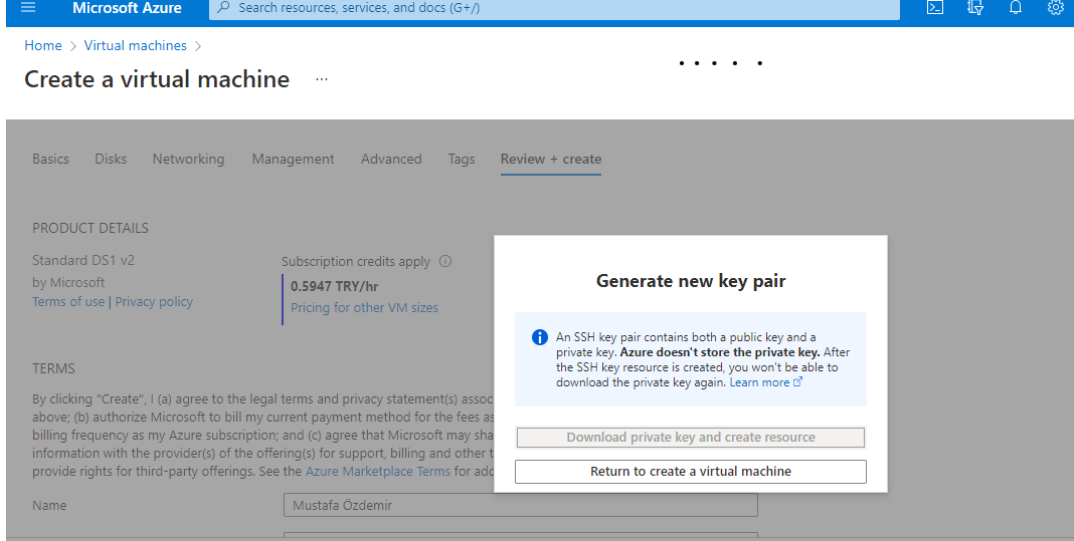 Microsoft Azure
Search resources, services, and docs (G+/)
Home > Virtual machines >
Create a virtual machine ...
Basics Disks Networking Management Advanced Tags Review + create
PRODUCT DETAILS
Standard DS1 v2
by Microsoft
Terms of use | Privacy policy
Subscription credits apply
0.5947 TRY/hr
Pricing for other VM sizes
TERMS
By clicking "Create", I (a) agree to the legal terms and privacy statement(s) assoc
above; (b) authorize Microsoft to bill my current payment method for the fees as
billing frequency as my Azure subscription; and (c) agree that Microsoft may sha
information with the provider(s) of the offering(s) for support, billing and other t
provide rights for third-party offerings. See the Azure Marketplace Terms for add
Name
Mustafa Özdemir
Generate new key pair
An SSH key pair contains both a public key and a
private key. Azure doesn't store the private key. After
the SSH key resource is created, you won't be able to
download the private key again. Learn more
Download private key and create resource
Return to create a virtual machine